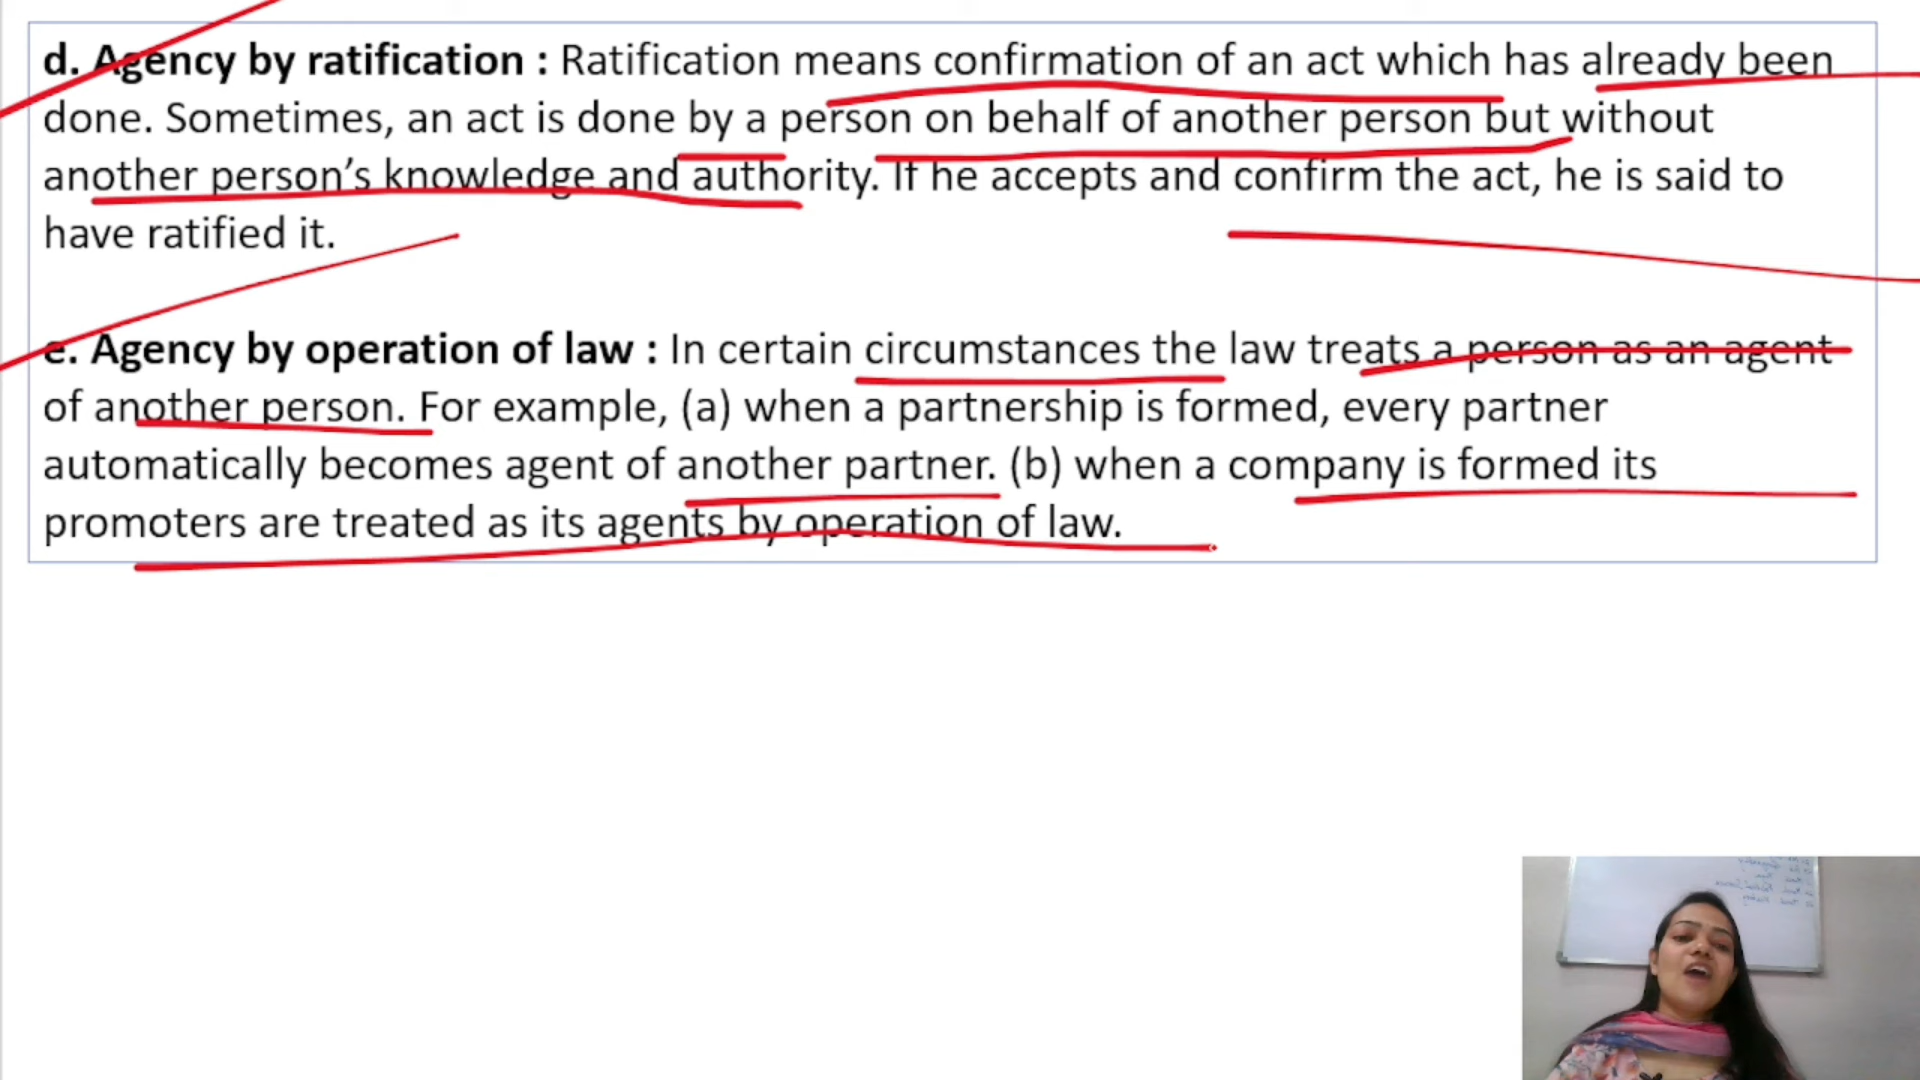 d. Agency by ratification : Ratification means confirmation of an act which has already been
done. Sometimes, an act is done by a person on behalf of another person but without
another person’s knowledge and authority. If he accepts and confirm the act, he is said to
have ratified it.
e. Agency by operation of law : In certain circumstances the law treats a person as an agent
of another person. For example, (a) when a partnership is formed, every partner
automatically becomes agent of another partner. (b) when a company is formed its
promoters are treated as its agents by operation of law.